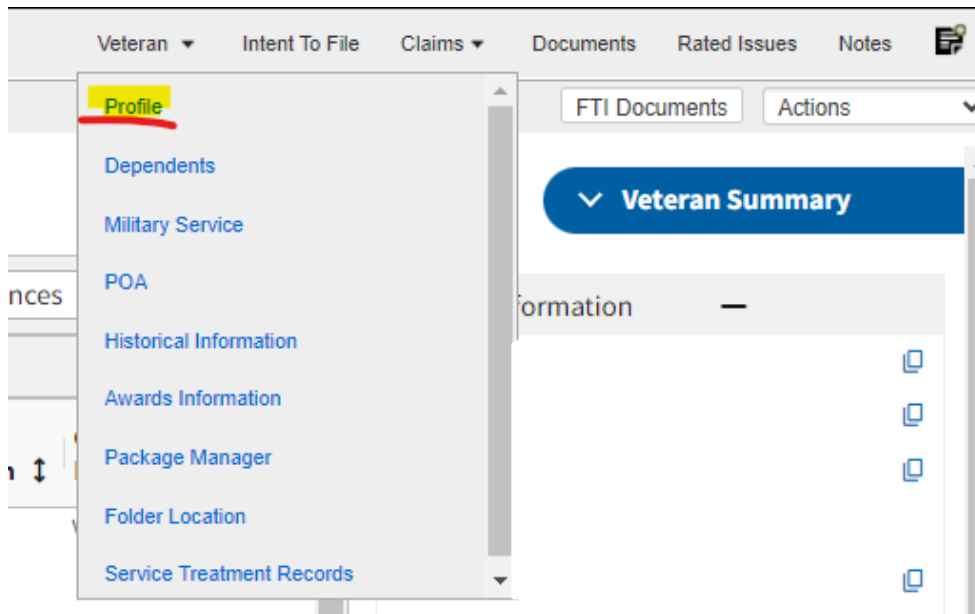 Veteran Intent To File Claims Documents Rated Issues Notes
Profile
FTI Documents Actions
Dependents
Veteran Summary
Military Service
POA
nces
formation
Historical Information
Awards Information
Package Manager
Folder Location
Service Treatment Records